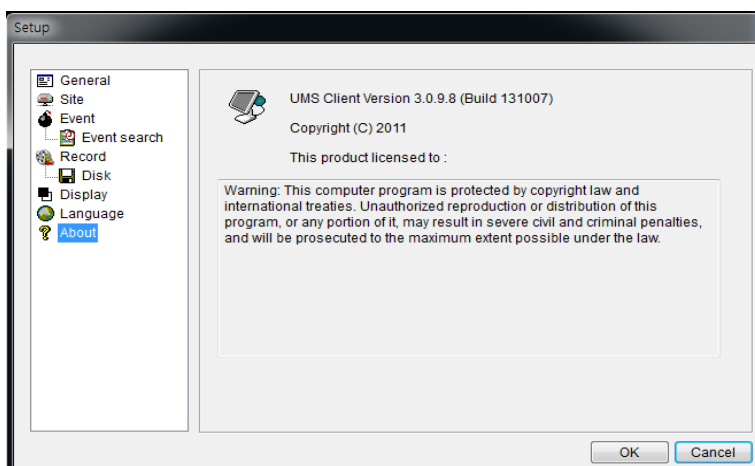 Setup
General
Site
Event
Event search
Record
Disk
Display
Language
About
UMS Client Version 3.0.9.8 (Build 131007)
Copyright (C) 2011
This product licensed to :
Warning: This computer program is protected by copyright law and
international treaties. Unauthorized reproduction or distribution of this
program, or any portion of it, may result in severe civil and criminal penalties,
and will be prosecuted to the maximum extent possible under the law.
OK
Cancel